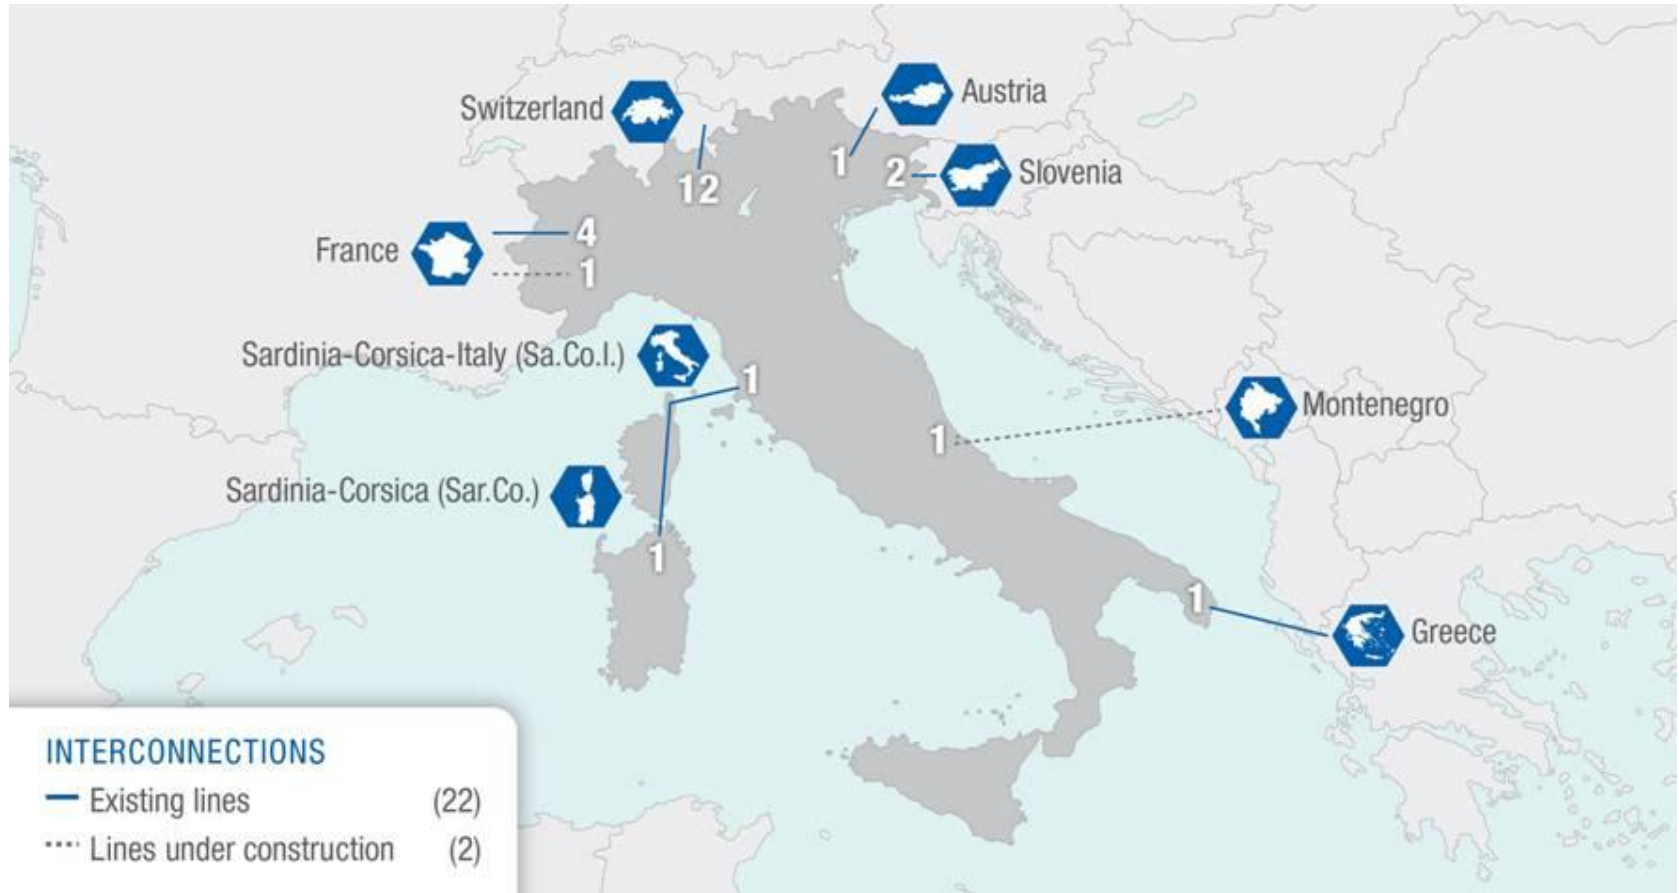 Austria
Switzerland
1
2
Slovenia
12
France
4
1
Sardinia-Corsica-Italy (Sa.Co.I.)
1
Montenegro
1
Sardinia-Corsica (Sar.Co.)
1
1
Greece
INTERCONNECTIONS
Existing lines (22)
Lines under construction (2)